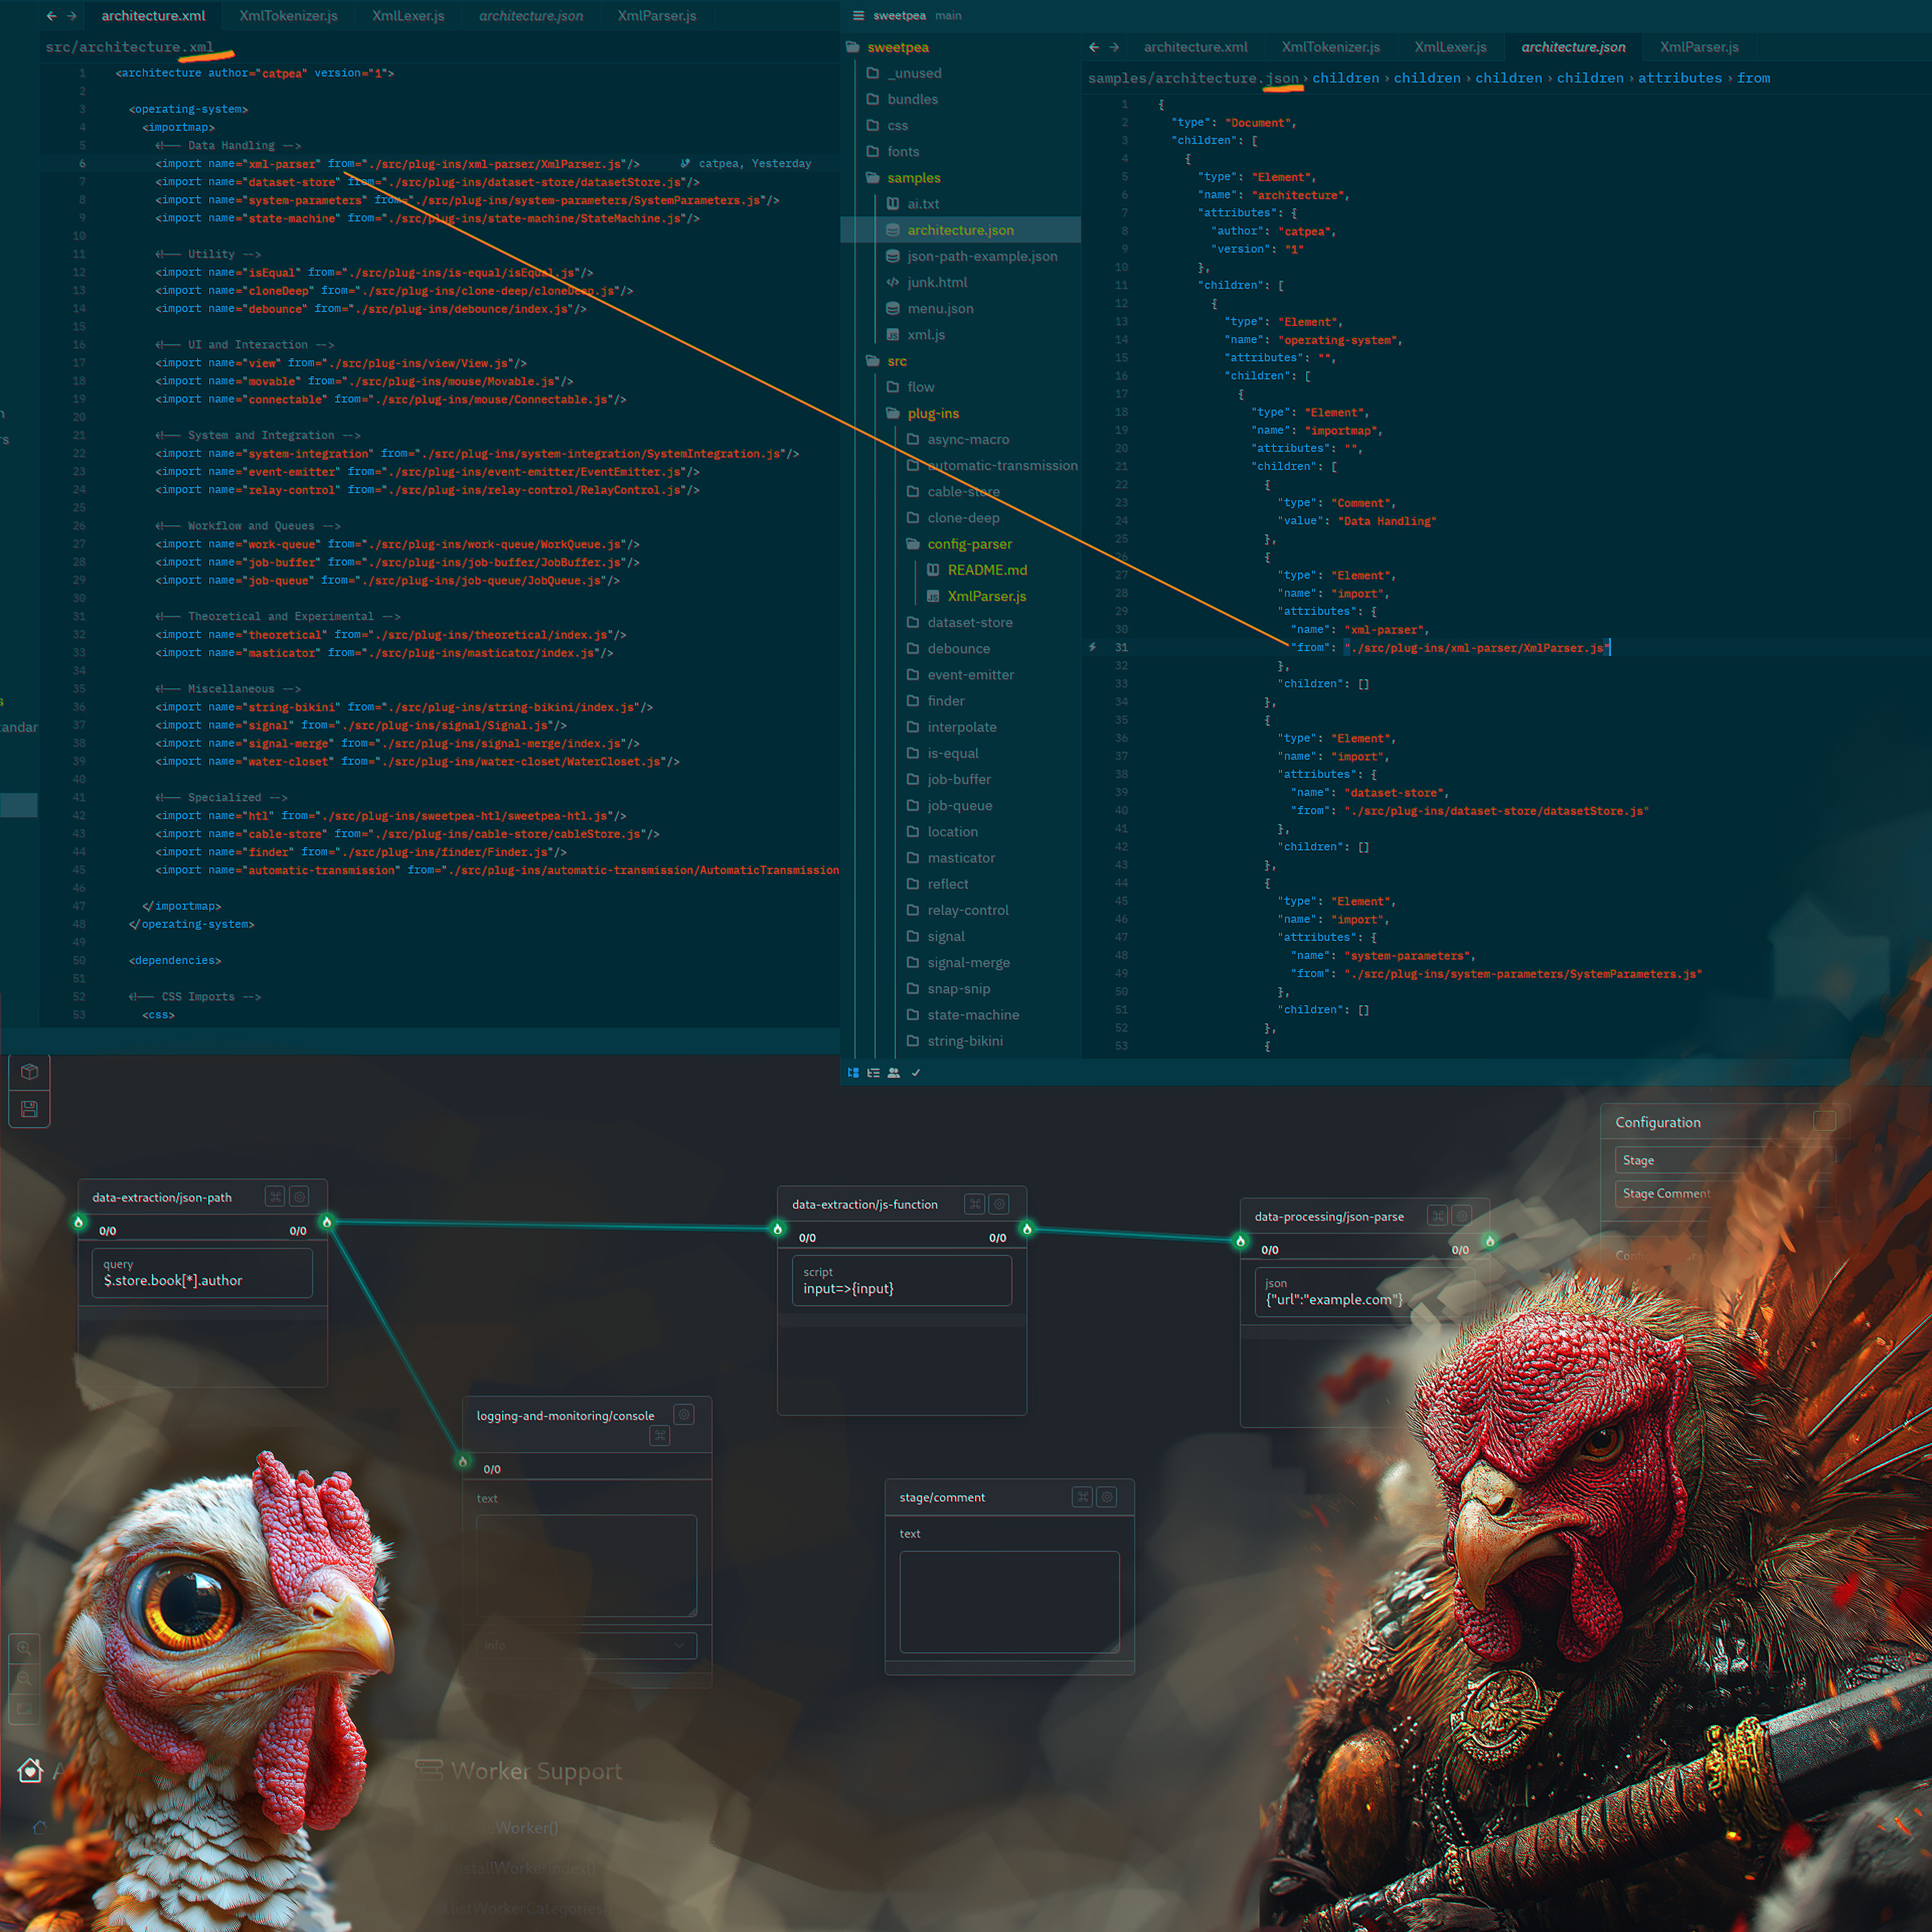 architecture.xml XmlTokenizer.js XmlLexer.js architecture.json XmlParser.js
src/architecture.xml
1 <architecture author="catpea" version="1">
2
3 <operating-system>
4 <importmap>
5 <!-- Data Handling -->
6 <import name="xml-parser" from="./src/plug-ins/xml-parser/XmlParser.js"/> catpea, Yesterday
7 <import name="dataset-store" from="./src/plug-ins/dataset-store/datasetStore.js"/>
8 <import name="system-parameters" from="./src/plug-ins/system-parameters/SystemParameters.js"/>
9 <import name="state-machine" from="./src/plug-ins/state-machine/StateMachine.js"/>
10
11 <!-- Utility -->
12 <import name="isEqual" from="./src/plug-ins/is-equal/isEqual.js"/>
13 <import name="cloneDeep" from="./src/plug-ins/clone-deep/cloneDeep.js"/>
14 <import name="debounce" from="./src/plug-ins/debounce/index.js"/>
15
16 <!-- UI and Interaction -->
17 <import name="view" from="./src/plug-ins/view/View.js"/>
18 <import name="movable" from="./src/plug-ins/mouse/Movable.js"/>
19 <import name="connectable" from="./src/plug-ins/mouse/Connectable.js"/>
20
21 <!-- System and Integration -->
22 <import name="system-integration" from="./src/plug-ins/system-integration/SystemIntegration.js"/>
23 <import name="event-emitter" from="./src/plug-ins/event-emitter/EventEmitter.js"/>
24 <import name="relay-control" from="./src/plug-ins/relay-control/RelayControl.js"/>
25
26 <!-- Workflow and Queues -->
27 <import name="work-queue" from="./src/plug-ins/work-queue/WorkQueue.js"/>
28 <import name="job-buffer" from="./src/plug-ins/job-buffer/JobBuffer.js"/>
29 <import name="job-queue" from="./src/plug-ins/job-queue/JobQueue.js"/>
30
31 <!-- Theoretical and Experimental -->
32 <import name="theoretical" from="./src/plug-ins/theoretical/index.js"/>
33 <import name="masticator" from="./src/plug-ins/masticator/index.js"/>
34
35 <!-- Miscellaneous -->
36 <import name="string-bikini" from="./src/plug-ins/string-bikini/index.js"/>
37 <import name="signal" from="./src/plug-ins/signal/Signal.js"/>
38 <import name="signal-merge" from="./src/plug-ins/signal-merge/index.js"/>
39 <import name="water-closet" from="./src/plug-ins/water-closet/WaterCloset.js"/>
40
41 <!-- Specialized -->
42 <import name="htl" from="./src/plug-ins/sweetpea-htl/sweetpea-htl.js"/>
43 <import name="cable-store" from="./src/plug-ins/cable-store/cableStore.js"/>
44 <import name="finder" from="./src/plug-ins/finder/Finder.js"/>
45 <import name="automatic-transmission" from="./src/plug-ins/automatic-transmission/AutomaticTransmission
46
47 </importmap>
48 </operating-system>
49
50 <dependencies>
51
52 <!-- CSS Imports -->
53 <css>
sweetpea main
sweetpea
_unused
bundles
css
fonts
samples
ai.txt
architecture.json
json-path-example.json
junk.html
menu.json
xml.js
src
flow
plug-ins
async-macro
automatic-transmission
cable-store
clone-deep
config-parser
README.md
XmlParser.js
dataset-store
debounce
event-emitter
finder
interpolate
is-equal
job-buffer
job-queue
location
masticator
reflect
relay-control
signal
signal-merge
snap-snip
state-machine
string-bikini
architecture.xml XmlTokenizer.js XmlLexer.js architecture.json XmlParser.js
samples/architecture.json › children › children › children › children › attributes › from
1 {
2 "type": "Document",
3 "children": [
4 {
5 "type": "Element",
6 "name": "architecture",
7 "attributes": {
8 "author": "catpea",
9 "version": "1"
10 },
11 "children": [
12 {
13 "type": "Element",
14 "name": "operating-system",
15 "attributes": "",
16 "children": [
17 {
18 "type": "Element",
19 "name": "importmap",
20 "attributes": "",
21 "children": [
22 {
23 "type": "Comment",
24 "value": "Data Handling"
25 },
26 {
27 "type": "Element",
28 "name": "import",
29 "attributes": {
30 "name": "xml-parser",
31 "from": "./src/plug-ins/xml-parser/XmlParser.js"
32 },
33 "children": []
34 },
35 {
36 "type": "Element",
37 "name": "import",
38 "attributes": {
39 "name": "dataset-store",
40 "from": "./src/plug-ins/dataset-store/datasetStore.js"
41 },
42 "children": []
43 },
44 {
45 "type": "Element",
46 "name": "import",
47 "attributes": {
48 "name": "system-parameters",
49 "from": "./src/plug-ins/system-parameters/SystemParameters.js"
50 },
51 "children": []
52 },
53 {
data-extraction/json-path
0/0 0/0
query
$.store.book[*].author
data-extraction/js-function
0/0 0/0
script
input=>{input}
data-processing/json-parse
0/0 0/0
json
{"url":"example.com"}
Configuration
Stage
Stage Comment
logging-and-monitoring/console
0/0
text
info
stage/comment
text
Worker Support
Worker()